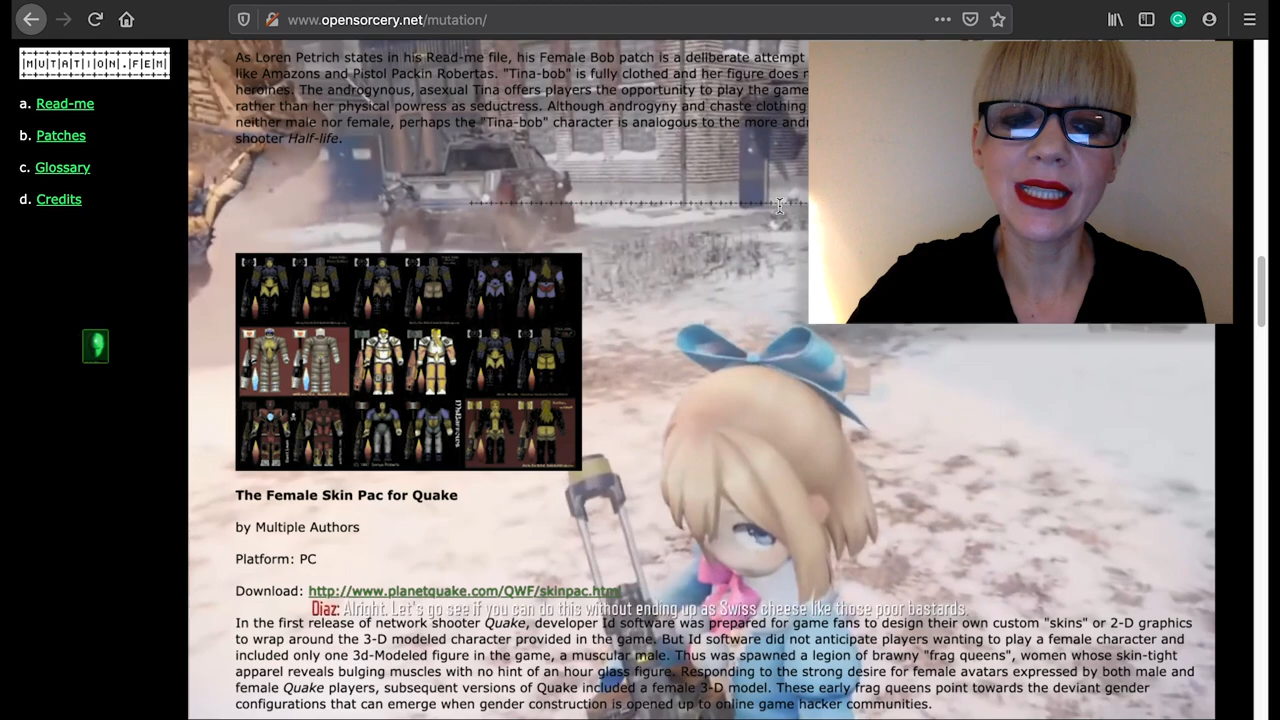 www.opensorcery.net/mutation/
MUTATION.FEM
a. Read-me
b. Patches
c. Glossary
d. Credits
As Loren Petrich states in his Read-me file, his Female Bob patch is a deliberate attempt
like Amazons and Pistol Packin Robertas. "Tina-bob" is fully clothed and her figure does
heroines. The androgynous, asexual Tina offers players the opportunity to play the game
rather than her physical powress as seductress. Although androgyny and chaste clothing
neither male nor female, perhaps the "Tina-bob" character is analogous to the more
shooter Half-life.
The Female Skin Pac for Quake
by Multiple Authors
Platform: PC
Download: http://www.planetquake.com/QWF/skinpac.html
Diaz: Alright. Let's go see if you can do this without ending up as Swiss cheese like those poor bastards.
In the first release of network shooter Quake, developer Id software was prepared for game fans to design their own custom "skins" or 2-D graphics
to wrap around the 3-D modeled character provided in the game. But Id software did not anticipate players wanting to play a female character and
included only one 3d-Modeled figure in the game, a muscular male. Thus was spawned a legion of brawny "frag queens", women whose skin-tight
apparel reveals bulging muscles with no hint of an hour glass figure. Responding to the strong desire for female avatars expressed by both male and
female Quake players, subsequent versions of Quake included a female 3-D model. These early frag queens point towards the deviant gender
configurations that can emerge when gender construction is opened up to online game hacker communities.